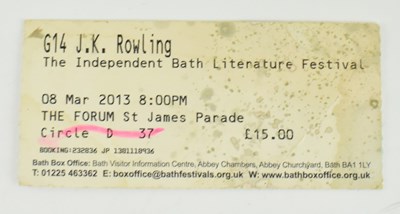 G14 J.K. Rowling
The Independent Bath Literature Festival
08 Mar 2013 8:00PM
THE FORUM St James Parade
Circle D 37 £15.00
BOOKING:232836 JP 1301110936
Bath Box Office: Bath Visitor Information Centre, Abbey Chambers, Abbey Churchyard, Bath BA1 1LY
T: 01225 463362 E: boxoffice@bathfestivals.org.uk W: www.bathboxoffice.org.uk